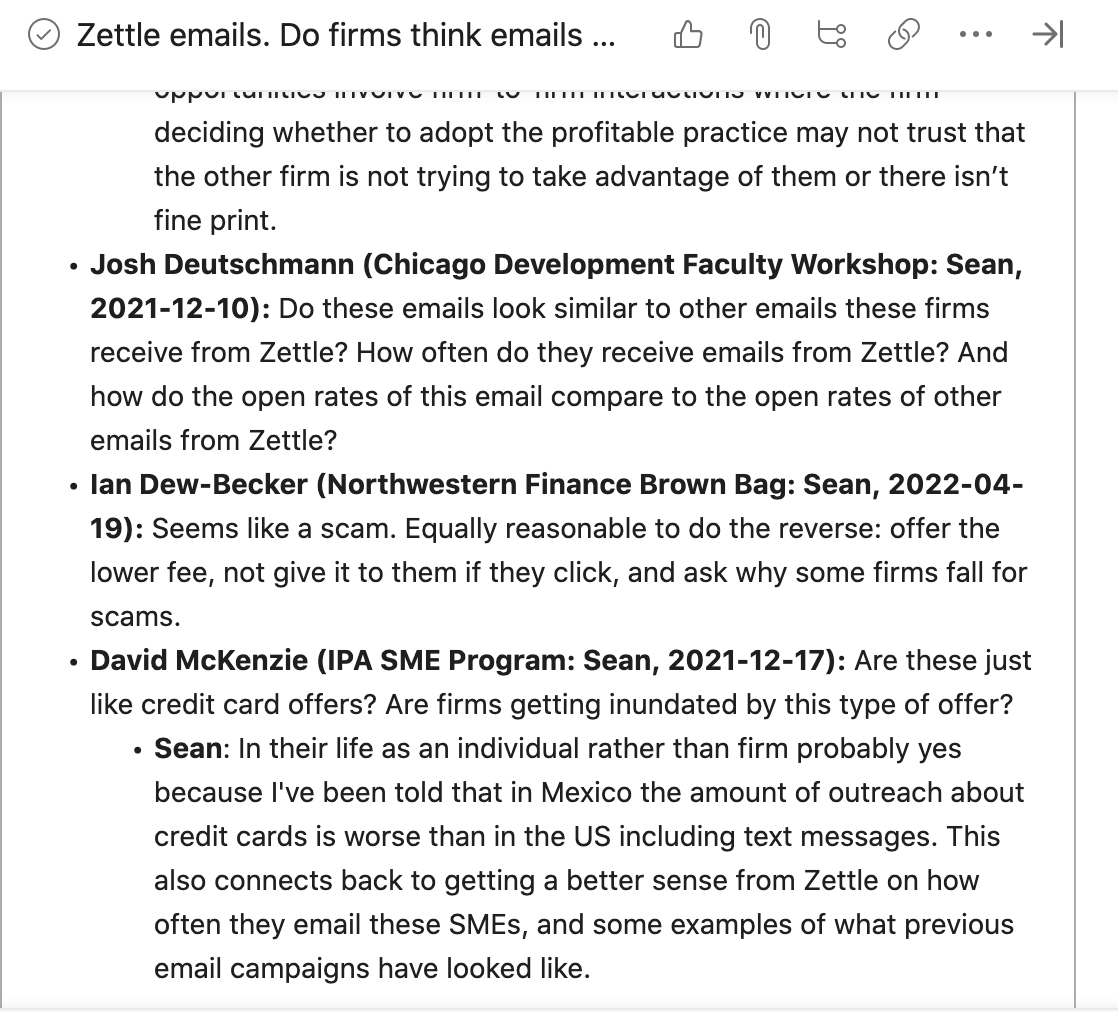 Zettle emails. Do firms think emails ...
opportunities involve firm-to-firm interactions where the firm
deciding whether to adopt the profitable practice may not trust that
the other firm is not trying to take advantage of them or there isn’t
fine print.
• Josh Deutschmann (Chicago Development Faculty Workshop: Sean,
2021-12-10): Do these emails look similar to other emails these firms
receive from Zettle? How often do they receive emails from Zettle? And
how do the open rates of this email compare to the open rates of other
emails from Zettle?
• Ian Dew-Becker (Northwestern Finance Brown Bag: Sean, 2022-04-
19): Seems like a scam. Equally reasonable to do the reverse: offer the
lower fee, not give it to them if they click, and ask why some firms fall for
scams.
• David McKenzie (IPA SME Program: Sean, 2021-12-17): Are these just
like credit card offers? Are firms getting inundated by this type of offer?
• Sean: In their life as an individual rather than firm probably yes
because I've been told that in Mexico the amount of outreach about
credit cards is worse than in the US including text messages. This
also connects back to getting a better sense from Zettle on how
often they email these SMEs, and some examples of what previous
email campaigns have looked like.